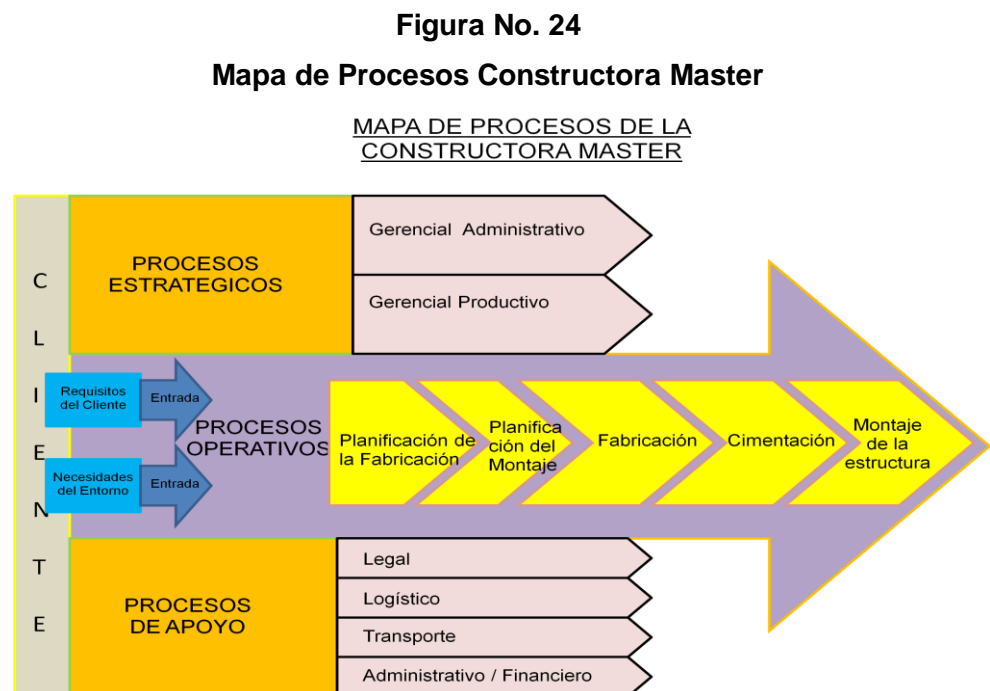 Figura No. 24
Mapa de Procesos Constructora Master
MAPA DE PROCESOS DE LA
CONSTRUCTORA MASTER
C
L
I
E
N
T
E
PROCESOS
ESTRATEGICOS
Gerencial Administrativo
Gerencial Productivo
Requisitos
del Cliente
Entrada
Necesidades
del Entorno
Entrada
PROCESOS
OPERATIVOS
Planificación de
la Fabricación
Planifica
ción del
Montaje
Fabricación
Cimentación
Montaje
de la
estructura
PROCESOS
DE APOYO
Legal
Logístico
Transporte
Administrativo / Financiero